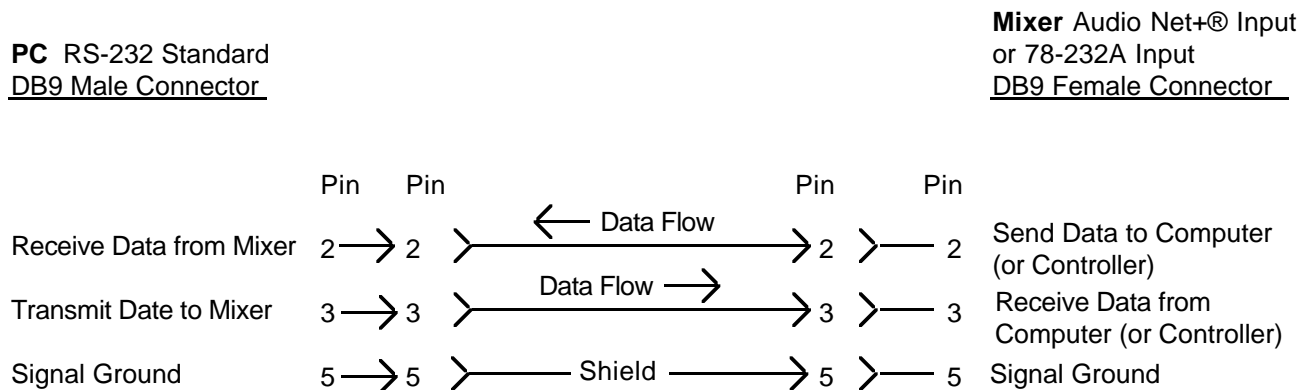 PC RS-232 Standard
DB9 Male Connector
Mixer Audio Net+® Input
or 78-232A Input
DB9 Female Connector
Pin Pin Pin Pin
Data Flow
Receive Data from Mixer 2 2 2 2 Send Data to Computer
(or Controller)
Data Flow
Transmit Date to Mixer 3 3 3 3 Receive Data from
Computer (or Controller)
Signal Ground 5 5 Shield 5 5 Signal Ground